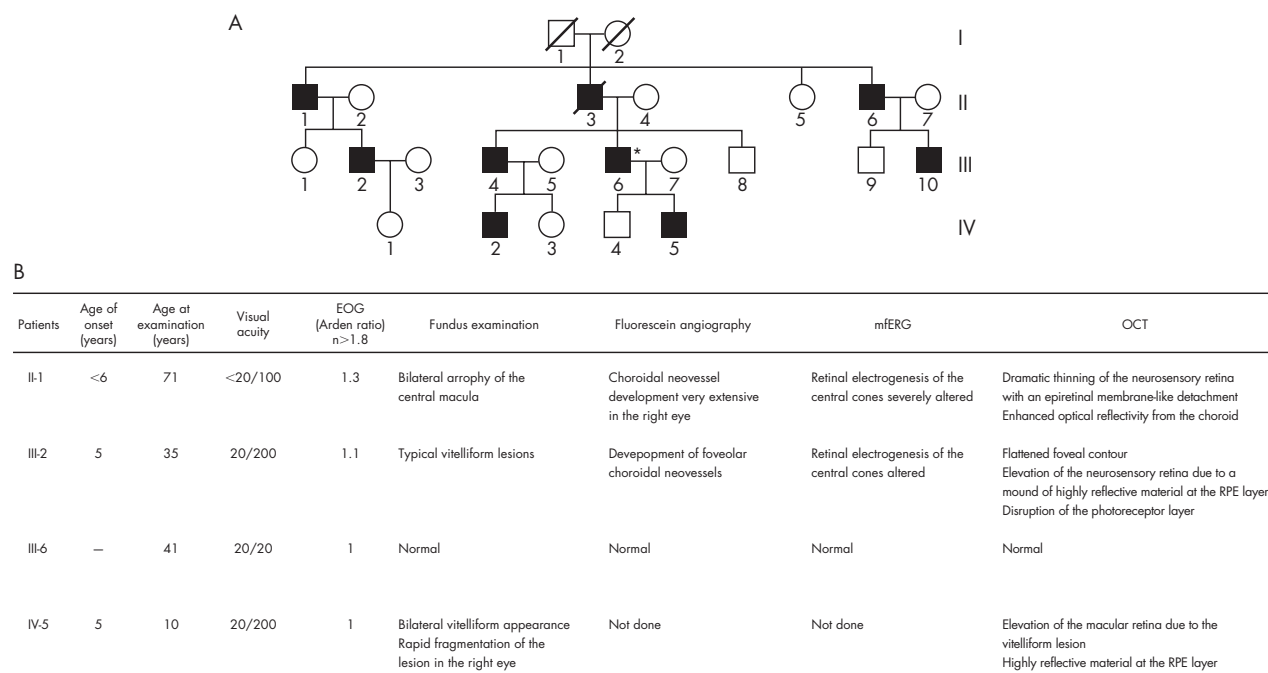 A
I
1 2
II
1 2 3 4 5 6 7
III
1 2 3 4 5 6 * 7 8 9 10
IV
1 2 3 4 5
B
Patients Age of onset (years) Age at examination (years) Visual acuity EOG (Arden ratio) n>1.8 Fundus examination Fluorescein angiography mfERG OCT
II-1 <6 71 <20/100 1.3 Bilateral arrophy of the Choroidal neovessel Retinal electrogenesis of the Dramatic thinning of the neurosensory retina
central macula development very extensive central cones severely altered with an epiretinal membrane-like detachment
in the right eye Enhanced optical reflectivity from the choroid
III-2 5 35 20/200 1.1 Typical vitelliform lesions Devepopment of foveolar Retinal electrogenesis of the Flattened foveal contour
choroidal neovessels central cones altered Elevation of the neurosensory retina due to a
mound of highly reflective material at the RPE layer
Disruption of the photoreceptor layer
III-6 – 41 20/20 1 Normal Normal Normal Normal
IV-5 5 10 20/200 1 Bilateral vitelliform appearance Not done Not done Elevation of the macular retina due to the
Rapid fragmentation of the vitelliform lesion
lesion in the right eye Highly reflective material at the RPE layer